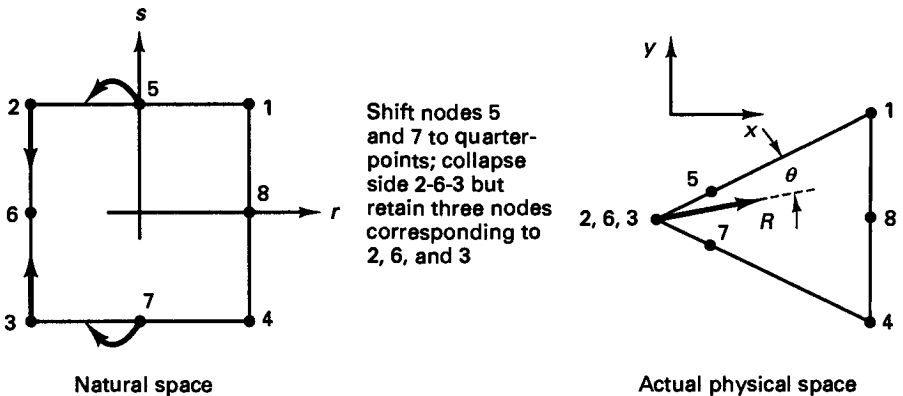 s
2
5
1
6
8
r
3
7
4
Natural space
Shift nodes 5
and 7 to quarter-
points; collapse
side 2-6-3 but
retain three nodes
corresponding to
2, 6, and 3
y
x
1
5
θ
2, 6, 3
R
8
7
4
Actual physical space